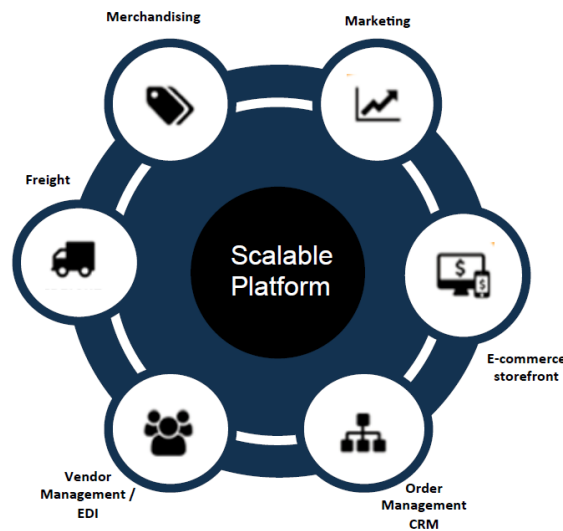 Merchandising
Marketing
Freight
Scalable
Platform
$
$
E-commerce
storefront
Vendor
Management /
EDI
Order
Management
CRM